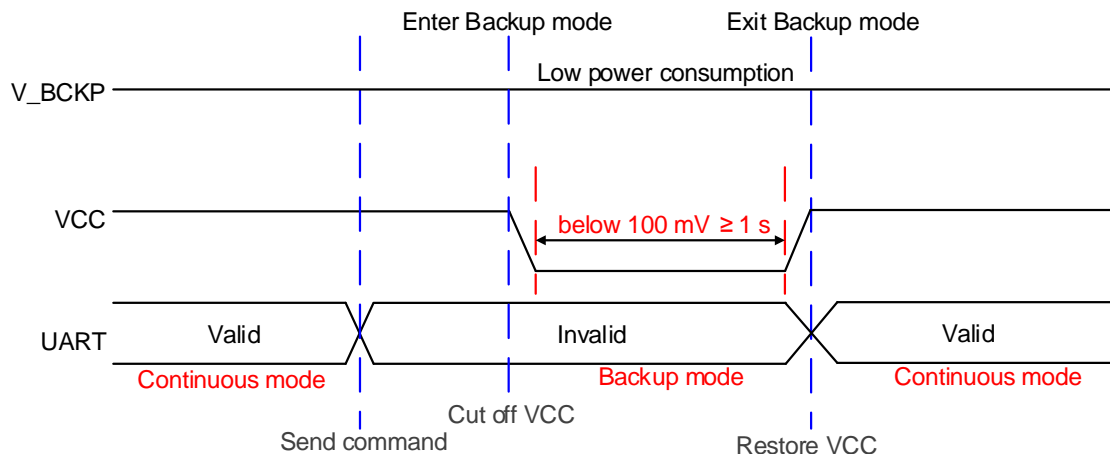 Enter Backup mode
Exit Backup mode
Low power consumption
V_BCKP
VCC
below 100 mV ≥ 1 s
UART
Valid
Invalid
Valid
Continuous mode
Backup mode
Continuous mode
Cut off VCC
Send command
Restore VCC